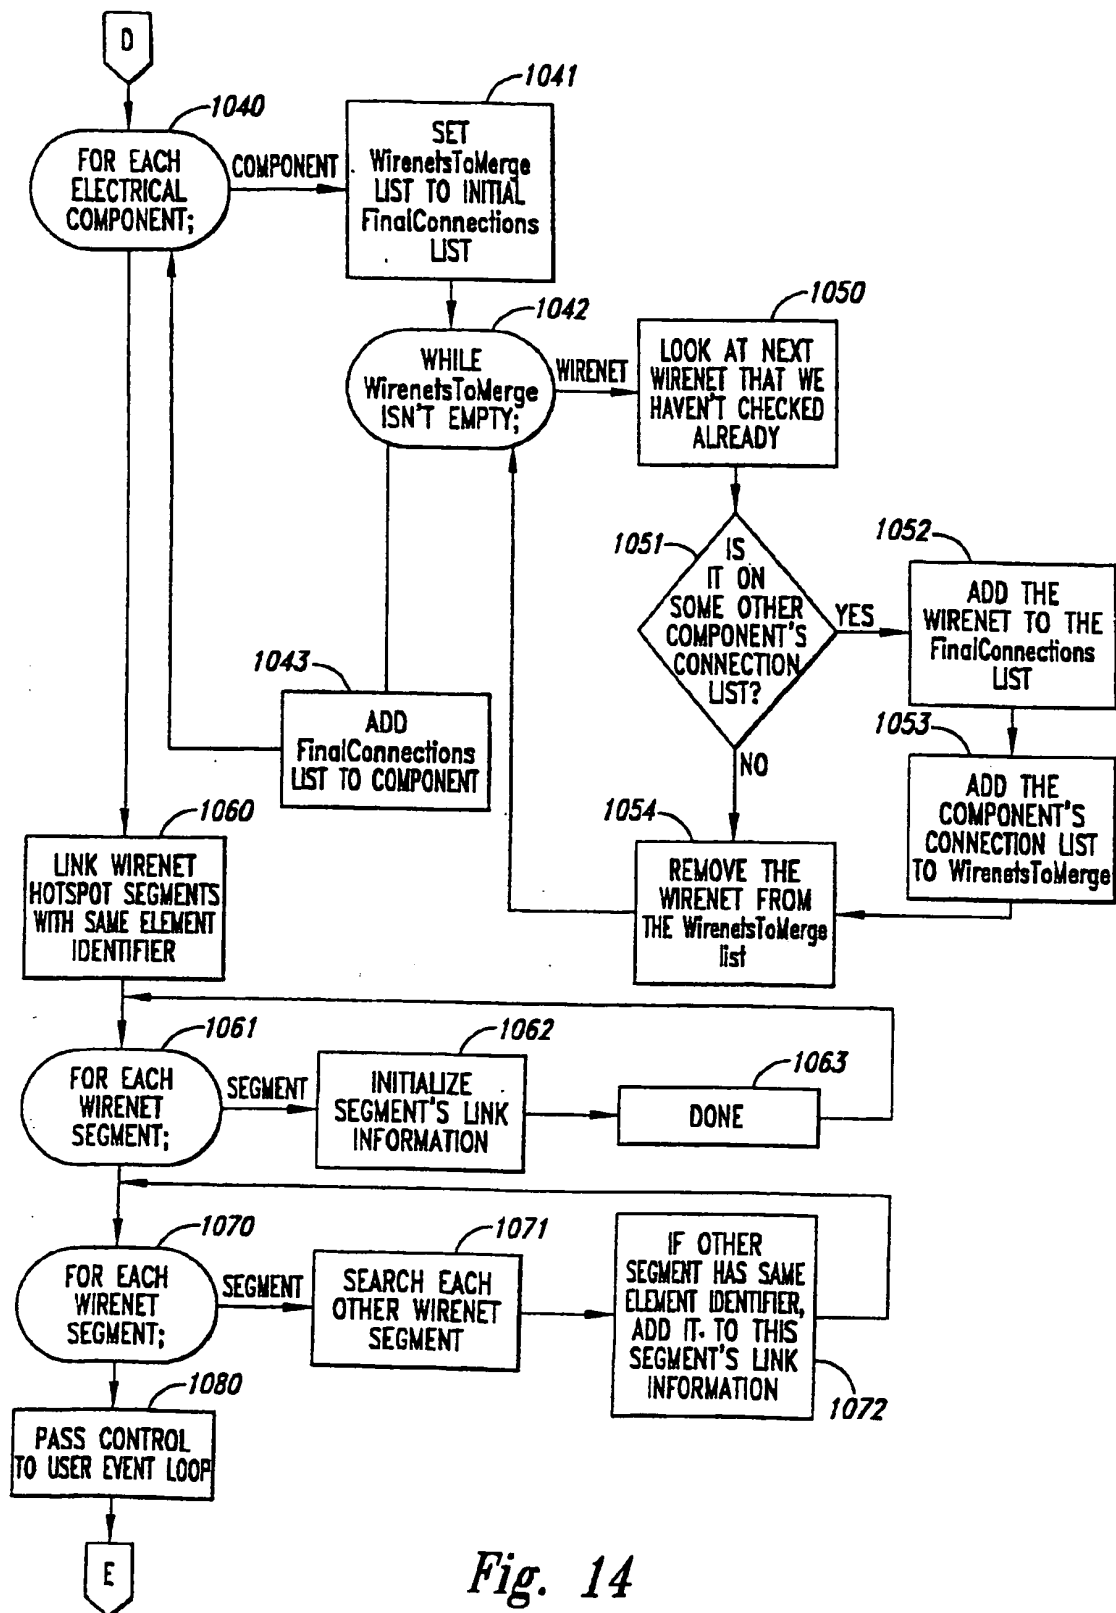 D
1040
FOR EACH
ELECTRICAL
COMPONENT;
COMPONENT
1041
SET
WirenetsToMerge
LIST TO INITIAL
FinalConnections
LIST
1042
WHILE
WirenetsToMerge
ISN'T EMPTY;
WIRENET
1050
LOOK AT NEXT
WIRENET THAT WE
HAVEN'T CHECKED
ALREADY
1051
IS
IT ON
SOME OTHER
COMPONENT'S
CONNECTION
LIST?
YES
NO
1052
ADD THE
WIRENET TO THE
FinalConnections
LIST
1053
ADD THE
COMPONENT'S
CONNECTION LIST
TO WirenetsToMerge
1054
REMOVE THE
WIRENET FROM
THE WirenetsToMerge
list
1043
ADD
FinalConnections
LIST TO COMPONENT
1060
LINK WIRENET
HOTSPOT SEGMENTS
WITH SAME ELEMENT
IDENTIFIER
1061
FOR EACH
WIRENET
SEGMENT;
SEGMENT
1062
INITIALIZE
SEGMENT'S LINK
INFORMATION
1063
DONE
1070
FOR EACH
WIRENET
SEGMENT;
SEGMENT
1071
SEARCH EACH
OTHER WIRENET
SEGMENT
IF OTHER
SEGMENT HAS SAME
ELEMENT IDENTIFIER,
ADD IT. TO THIS
SEGMENT'S LINK
INFORMATION
1072
1080
PASS CONTROL
TO USER EVENT LOOP
E
Fig. 14